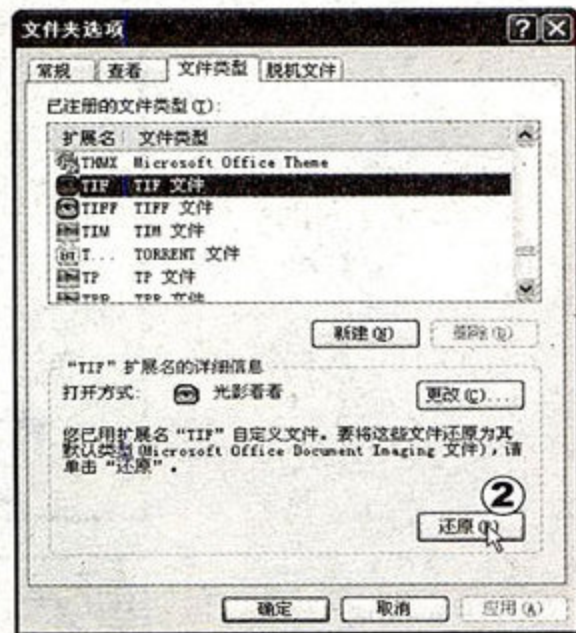 文件夹选项
常规 查看 文件类型 脱机文件
已注册的文件类型(T):
扩展名 文件类型
THMX Microsoft Office Theme
TIF TIF 文件
TIFF TIFF 文件
TIM TIM 文件
T... TORRENT 文件
TP TP 文件
TPR TPR 文件
新建(N) 删除(D)
“TIF”扩展名的详细信息
打开方式: 光影看看 更改(C)...
您已用扩展名“TIF”自定义文件。要将这些文件还原为其
默认类型(Microsoft Office Document Imaging 文件),请
单击“还原”。
②
还原
确定 取消 应用(A)